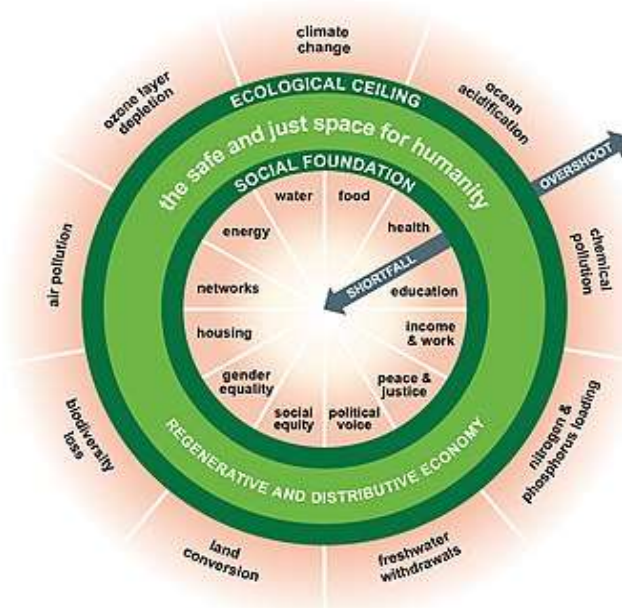 climate
change
ocean
acidification
OVERSHOOT
chemical
pollution
nitrogen &
phosphorus loading
freshwater
withdrawals
land
conversion
biodiversity
loss
air pollution
ozone layer
depletion
ECOLOGICAL CEILING
the safe and just space for humanity
SOCIAL FOUNDATION
water
food
health
SHORTFALL
education
income
& work
peace &
justice
political
voice
social
equity
gender
equality
housing
networks
energy
REGENERATIVE AND DISTRIBUTIVE ECONOMY